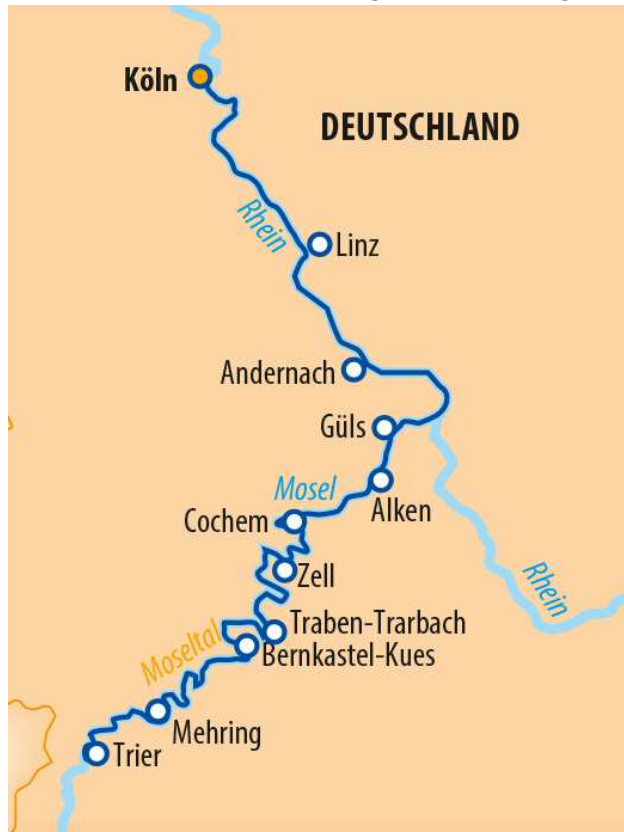 Köln
DEUTSCHLAND
Rhein
Linz
Andernach
Güls
Mosel
Alken
Cochem
Zell
Rhein
Traben-Trarbach
Moseltal
Bernkastel-Kues
Mehring
Trier